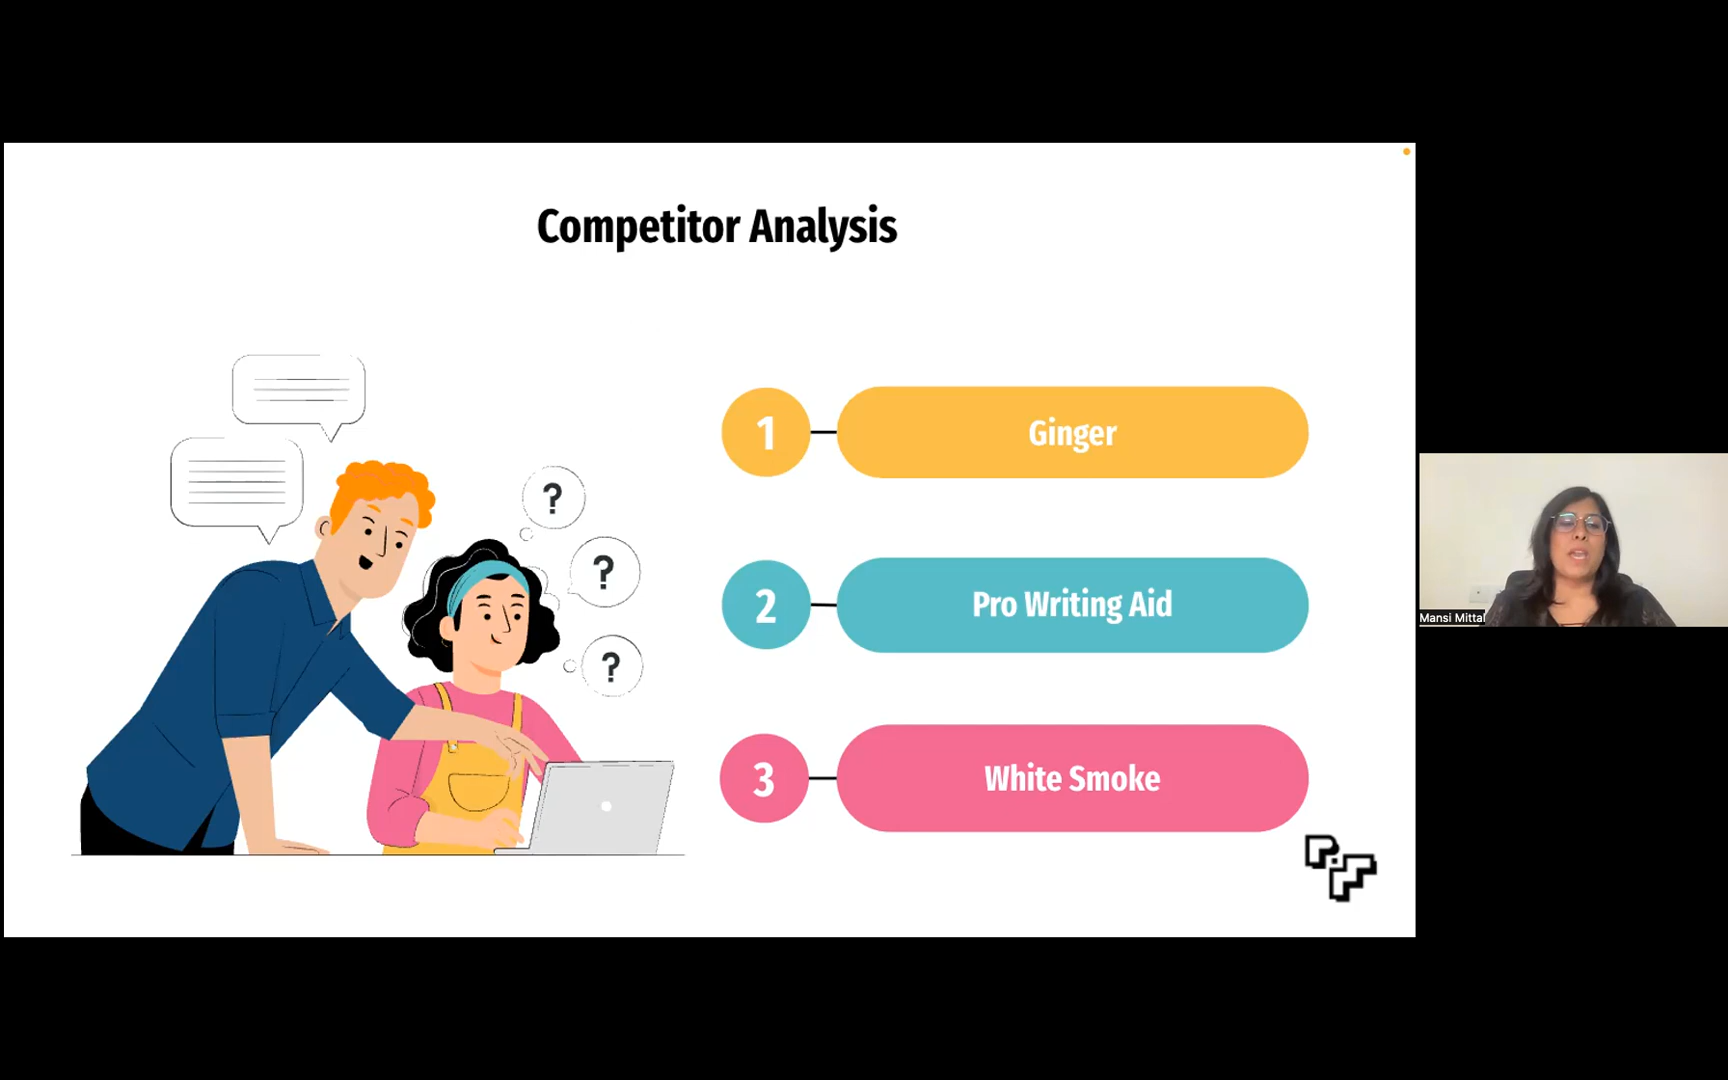 Competitor Analysis
?
?
?
1
Ginger
2
Pro Writing Aid
3
White Smoke
Mansi Mittal